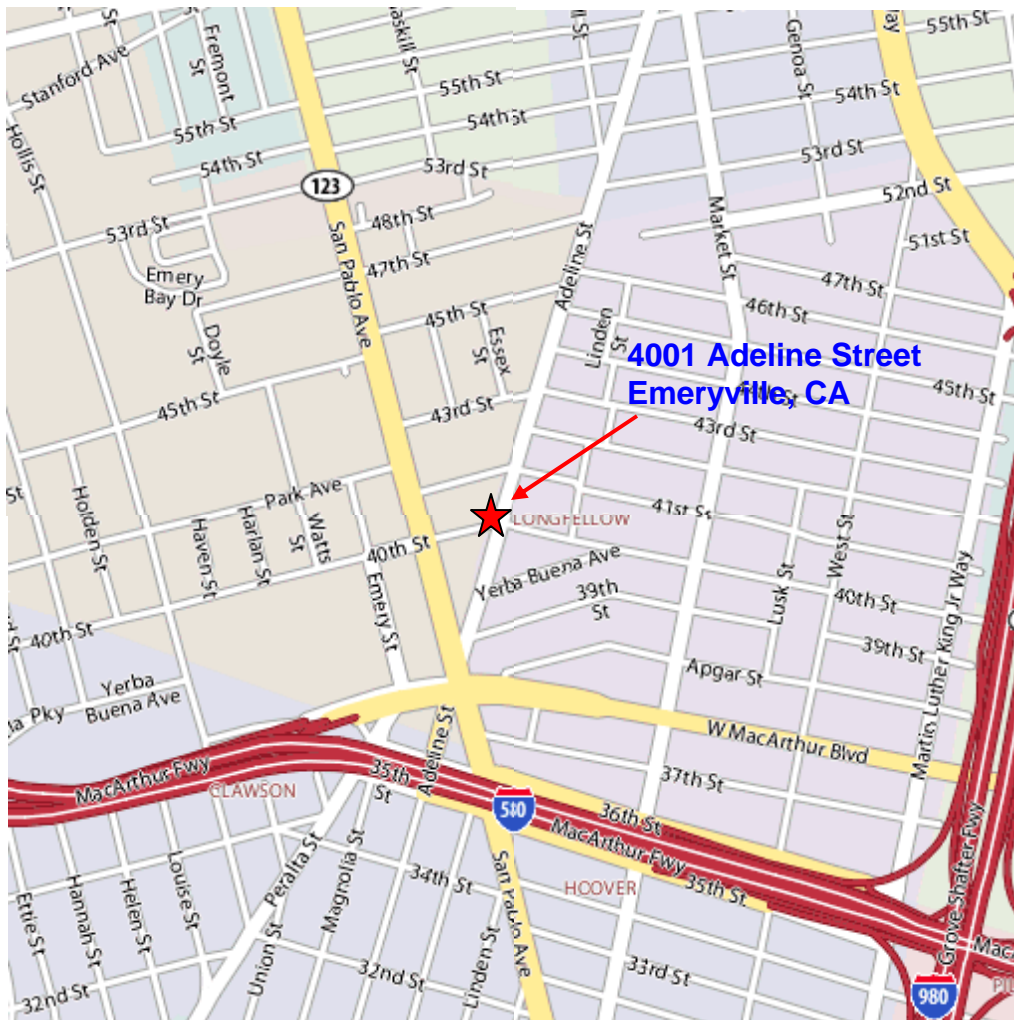 Stanford Ave
Fremont
St
Hollis St
55th St
54th St
53rd St
123
askill St
55th St
54th St
53rd St
48th St
47th St
Emery
Bay Dr
Doyle
St
San Pablo Ave
45th St
Essex
St
45th St
43rd St
Adeline St
Linden
St
Market St
Genoa St
55th St
54th St
53rd St
52nd St
51st St
47th St
46th St
45th St
4001 Adeline Street
Emeryville, CA
43rd St
41st St
LONGFELLOW
Park Ave
Holden St
Haven St
Harlan St
Watts
St
40th St
Emery St
40th St
Yerba Buena Ave
39th
St
Lusk St
West St
40th St
39th St
Apgar St
Martin Luther King Jr Way
Yerba
Buena Ave
Pky
W MacArthur Blvd
37th St
MacArthur Fwy
CLAWSON
35th
St
Adeline St
580
36th St
MacArthur Fwy
35th St
HOOVER
Grove Shafter Fwy
Peralta St
Magnolia St
34th St
San Pablo Ave
Ettie St
Hannah St
Helen St
Louise St
Union St
32nd St
32nd St
Linden St
33rd St
980